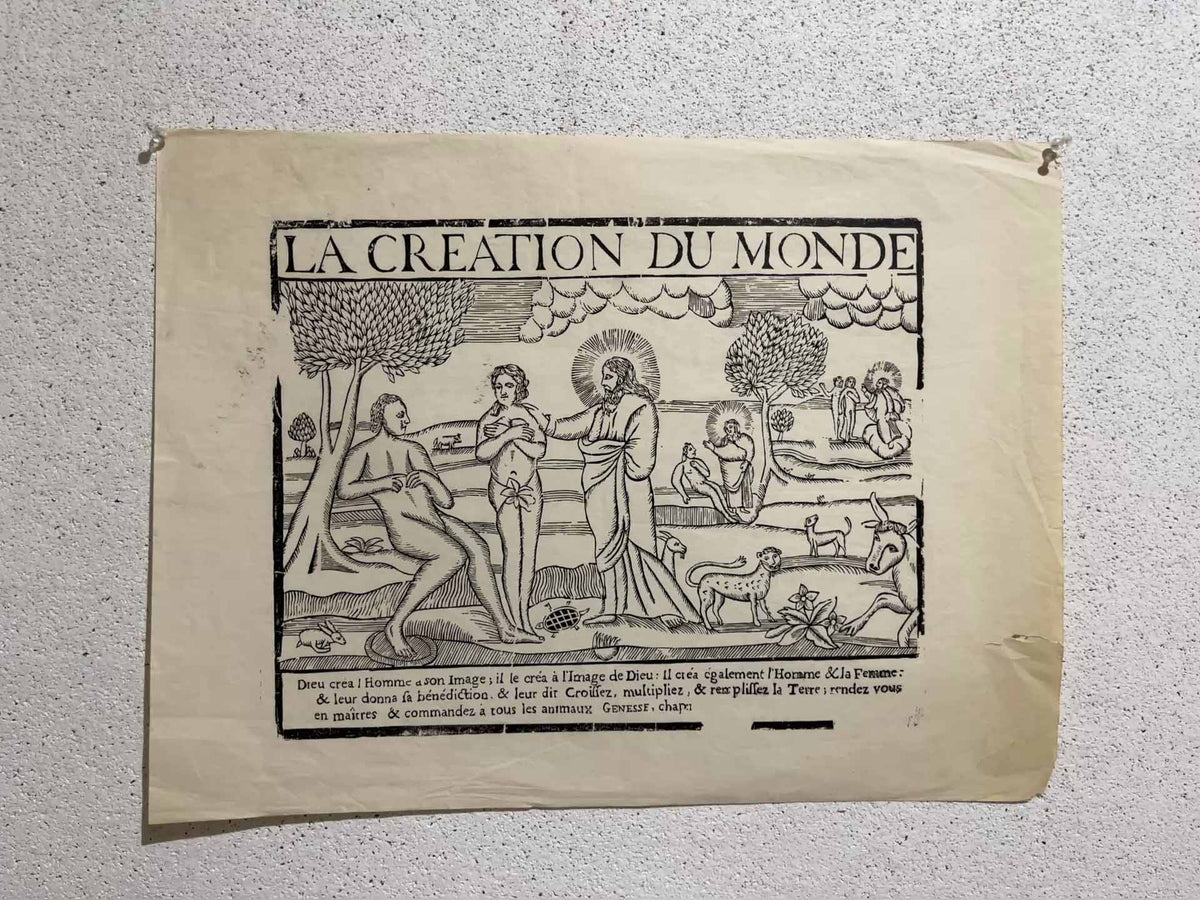 LA CREATION DU MONDE
Dieu crea l Homme a son Image ; il le créa à l'Image de Dieu : Il créa également l'Homme & la Femme :
& leur donna ſa bénédiction, & leur dit Croiſſez, multipliez, & rempliſſez la Terre ; rendez vous
en maîtres & commandez à tous les animaux GENESSE, chap.ı